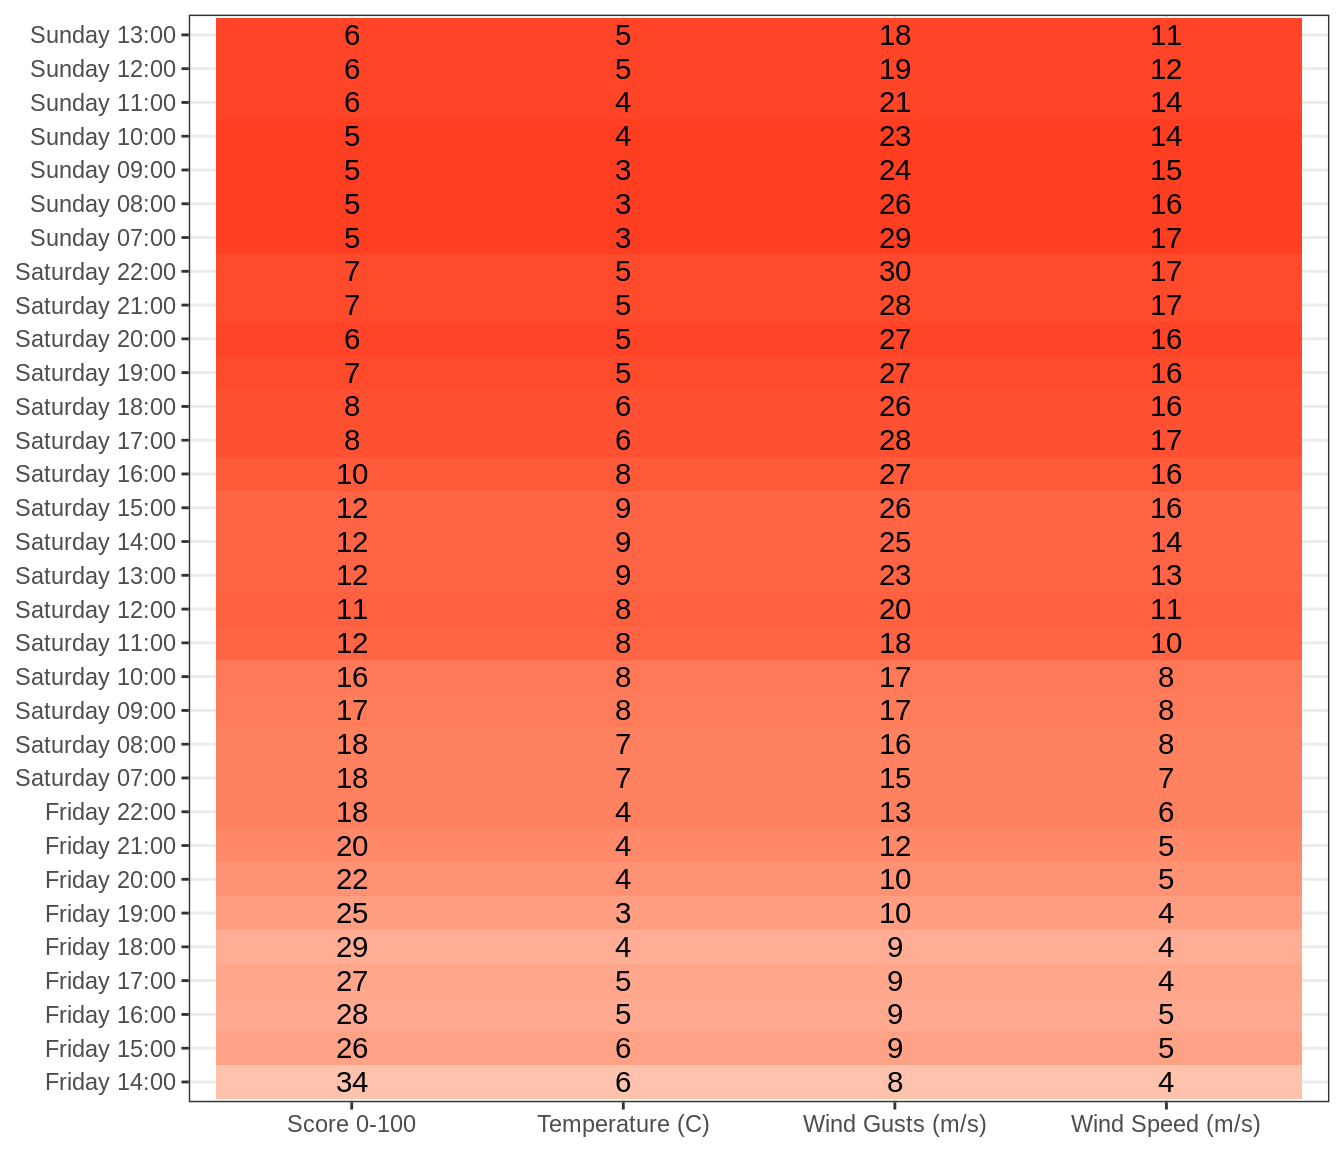 Sunday 13:00 6 5 18 11
Sunday 12:00 6 5 19 12
Sunday 11:00 6 4 21 14
Sunday 10:00 5 4 23 14
Sunday 09:00 5 3 24 15
Sunday 08:00 5 3 26 16
Sunday 07:00 5 3 29 17
Saturday 22:00 7 5 30 17
Saturday 21:00 7 5 28 17
Saturday 20:00 6 5 27 16
Saturday 19:00 7 5 27 16
Saturday 18:00 8 6 26 16
Saturday 17:00 8 6 28 17
Saturday 16:00 10 8 27 16
Saturday 15:00 12 9 26 16
Saturday 14:00 12 9 25 14
Saturday 13:00 12 9 23 13
Saturday 12:00 11 8 20 11
Saturday 11:00 12 8 18 10
Saturday 10:00 16 8 17 8
Saturday 09:00 17 8 17 8
Saturday 08:00 18 7 16 8
Saturday 07:00 18 7 15 7
Friday 22:00 18 4 13 6
Friday 21:00 20 4 12 5
Friday 20:00 22 4 10 5
Friday 19:00 25 3 10 4
Friday 18:00 29 4 9 4
Friday 17:00 27 5 9 4
Friday 16:00 28 5 9 5
Friday 15:00 26 6 9 5
Friday 14:00 34 6 8 4
Score 0-100 Temperature (C) Wind Gusts (m/s) Wind Speed (m/s)